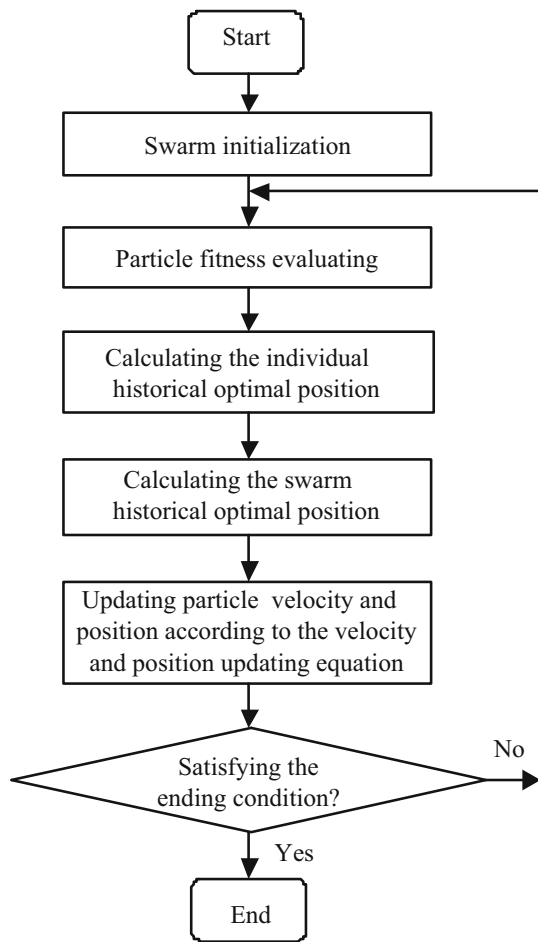 Start
Swarm initialization
Particle fitness evaluating
Calculating the individual
historical optimal position
Calculating the swarm
historical optimal position
Updating particle velocity and
position according to the velocity
and position updating equation
Satisfying the
ending condition?
No
Yes
End